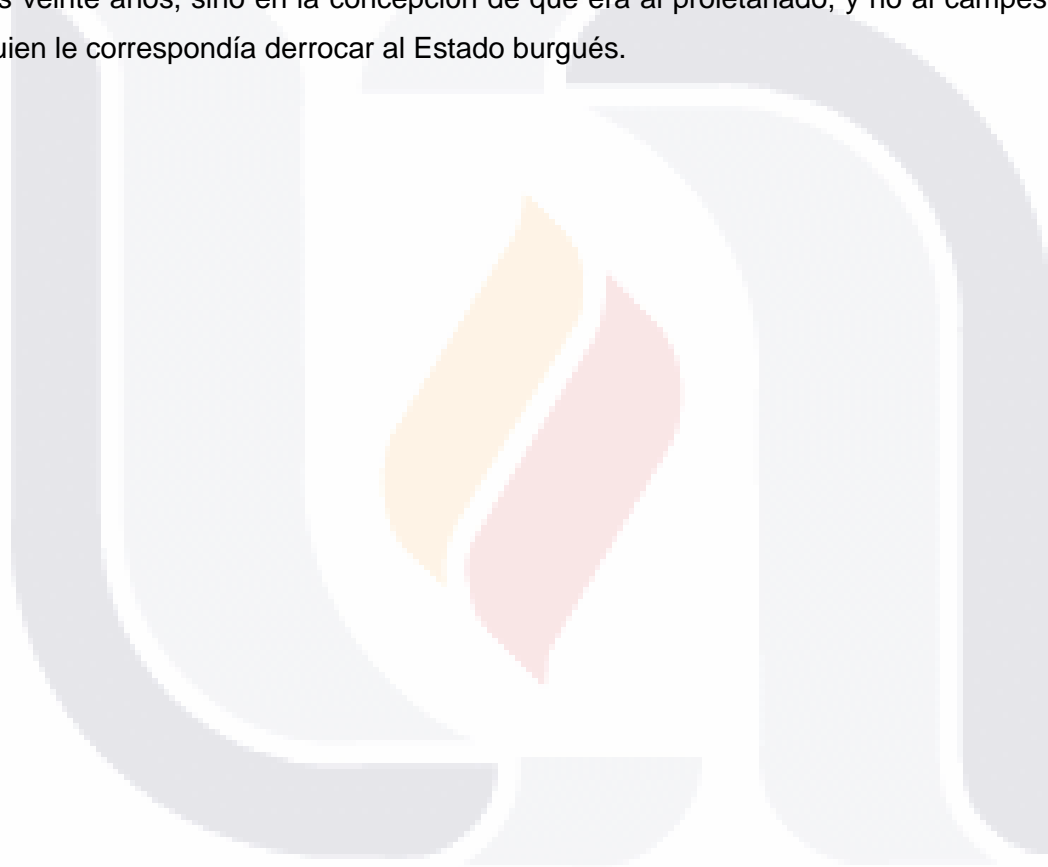 veinte años, sino en la concepción de que era al proletariado, y no al
le correspondía derrocar al Estado burgués.